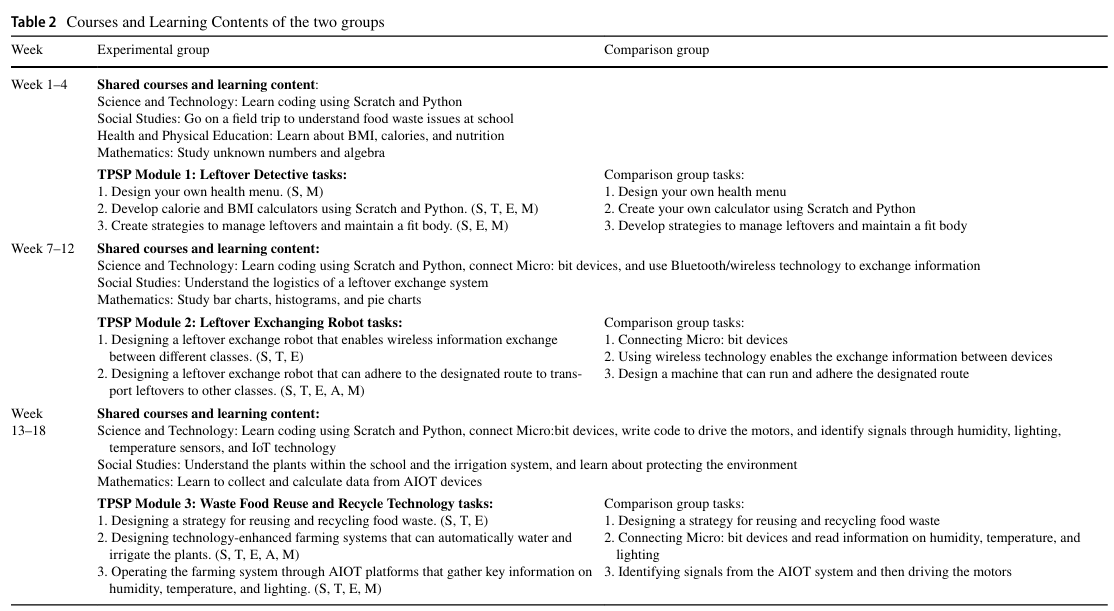 Table 2 Courses and Learning Contents of the two groups
Week Experimental group Comparison group
Week 1–4 Shared courses and learning content:
Science and Technology: Learn coding using Scratch and Python
Social Studies: Go on a field trip to understand food waste issues at school
Health and Physical Education: Learn about BMI, calories, and nutrition
Mathematics: Study unknown numbers and algebra
TPSP Module 1: Leftover Detective tasks: Comparison group tasks:
1. Design your own health menu. (S, M) 1. Design your own health menu
2. Develop calorie and BMI calculators using Scratch and Python. (S, T, E, M) 2. Create your own calculator using Scratch and Python
3. Create strategies to manage leftovers and maintain a fit body. (S, E, M) 3. Develop strategies to manage leftovers and maintain a fit body
Week 7–12 Shared courses and learning content:
Science and Technology: Learn coding using Scratch and Python, connect Micro: bit devices, and use Bluetooth/wireless technology to exchange information
Social Studies: Understand the logistics of a leftover exchange system
Mathematics: Study bar charts, histograms, and pie charts
TPSP Module 2: Leftover Exchanging Robot tasks: Comparison group tasks:
1. Designing a leftover exchange robot that enables wireless information exchange 1. Connecting Micro: bit devices
between different classes. (S, T, E) 2. Using wireless technology enables the exchange information between devices
2. Designing a leftover exchange robot that can adhere to the designated route to trans- 3. Design a machine that can run and adhere the designated route
port leftovers to other classes. (S, T, E, A, M)
Week Shared courses and learning content:
13–18 Science and Technology: Learn coding using Scratch and Python, connect Micro:bit devices, write code to drive the motors, and identify signals through humidity, lighting,
temperature sensors, and IoT technology
Social Studies: Understand the plants within the school and the irrigation system, and learn about protecting the environment
Mathematics: Learn to collect and calculate data from AIOT devices
TPSP Module 3: Waste Food Reuse and Recycle Technology tasks: Comparison group tasks:
1. Designing a strategy for reusing and recycling food waste. (S, T, E) 1. Designing a strategy for reusing and recycling food waste
2. Designing technology-enhanced farming systems that can automatically water and 2. Connecting Micro: bit devices and read information on humidity, temperature, and
irrigate the plants. (S, T, E, A, M) lighting
3. Operating the farming system through AIOT platforms that gather key information on 3. Identifying signals from the AIOT system and then driving the motors
humidity, temperature, and lighting. (S, T, E, M)